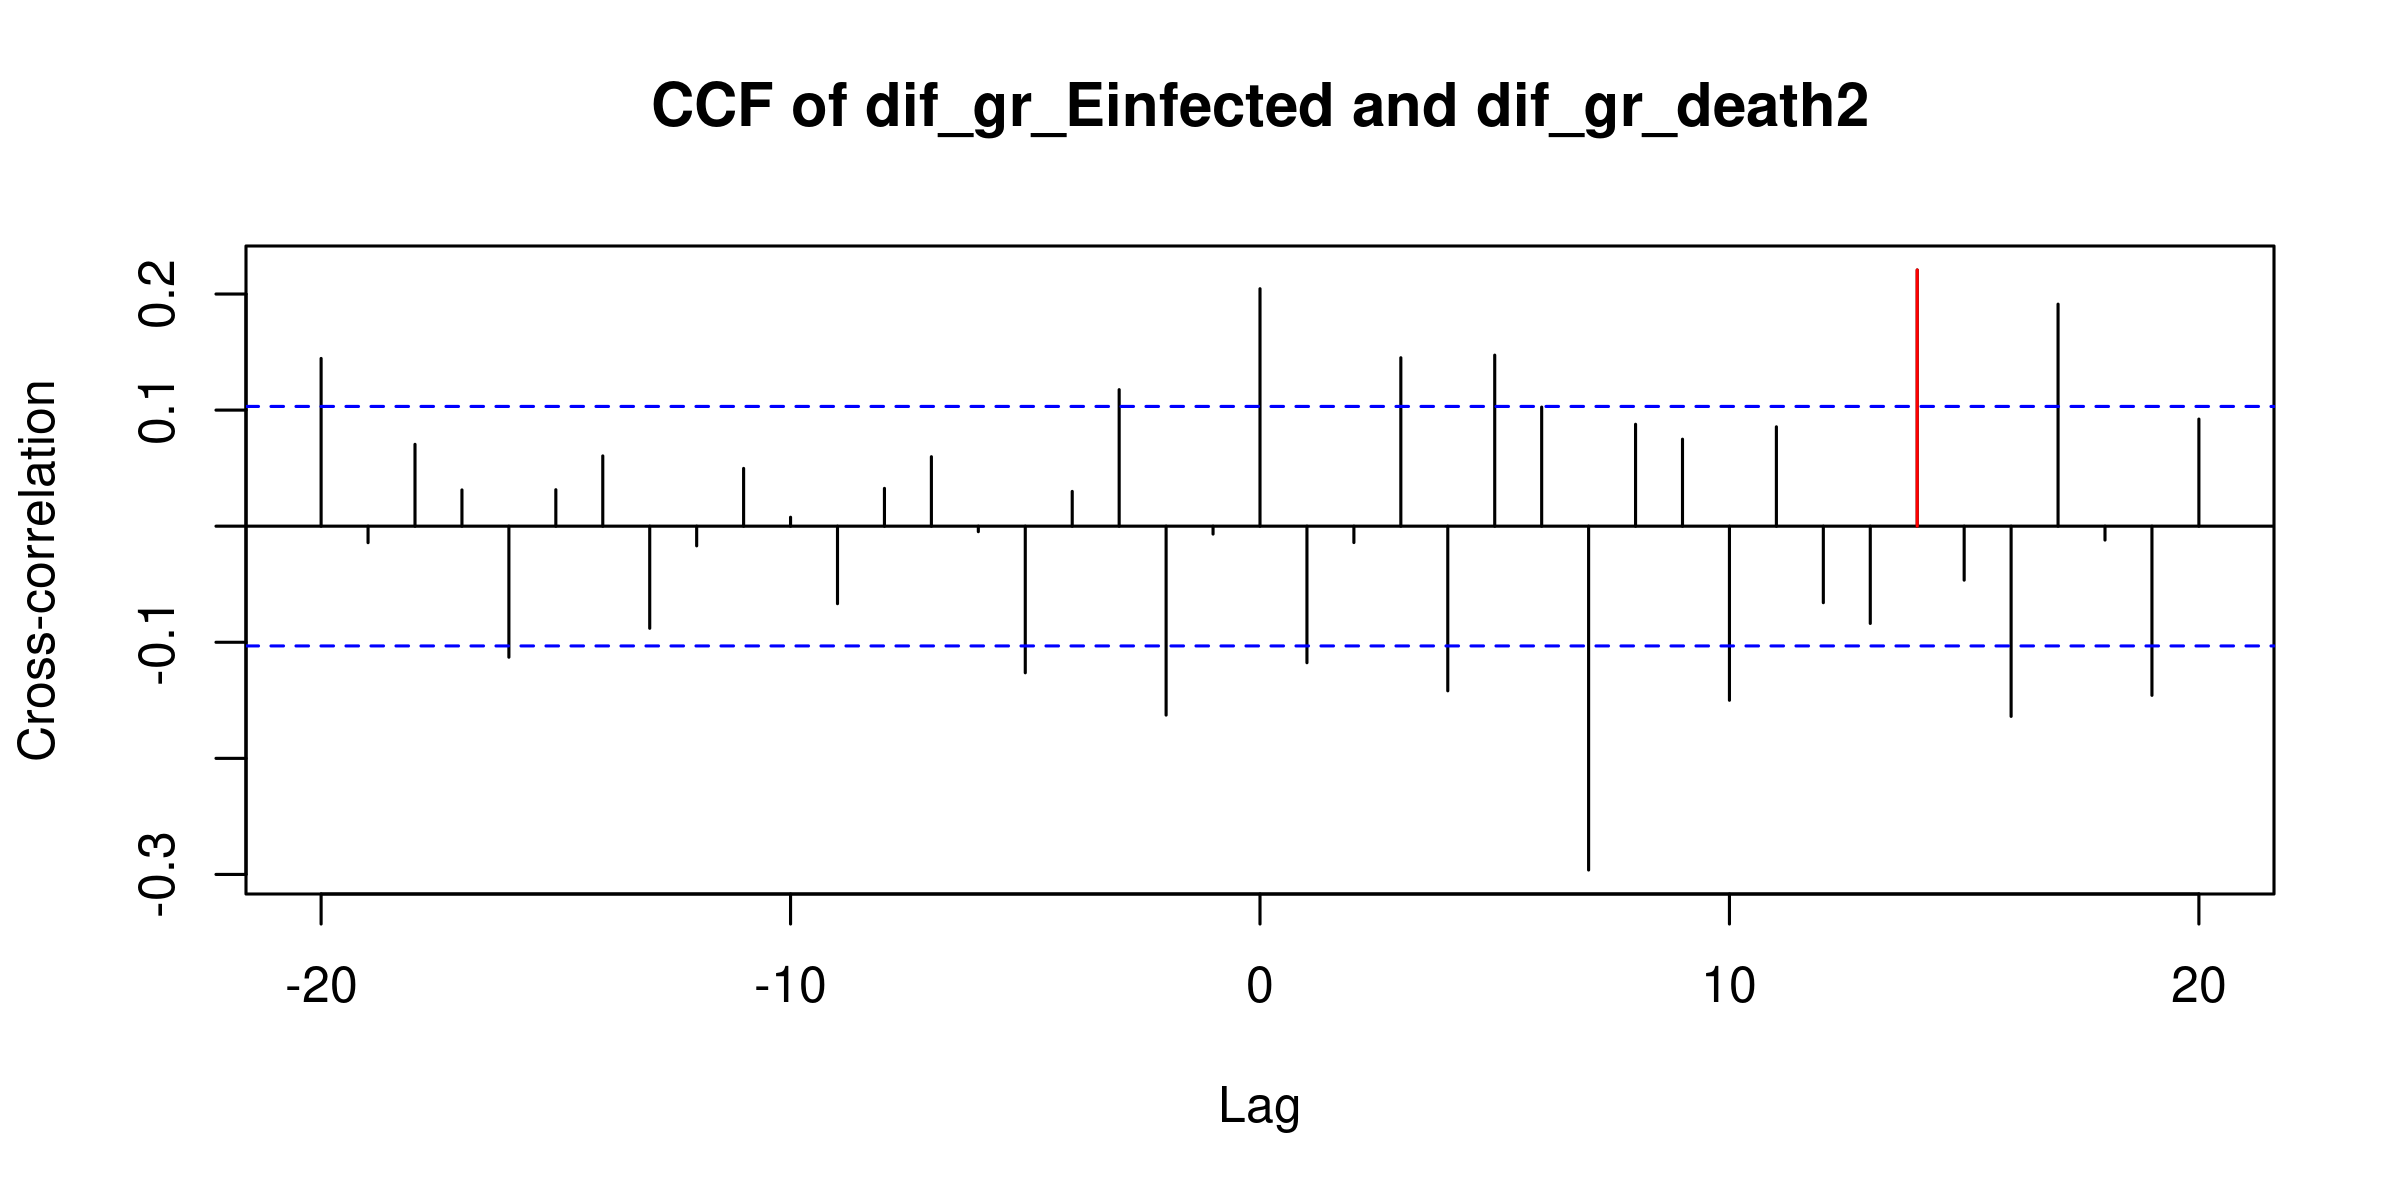 CCF of dif_gr_Einfected and dif_gr_death2
Cross-correlation
0.2
0.1
-0.1
-0.3
-20 -10 0 10 20
Lag